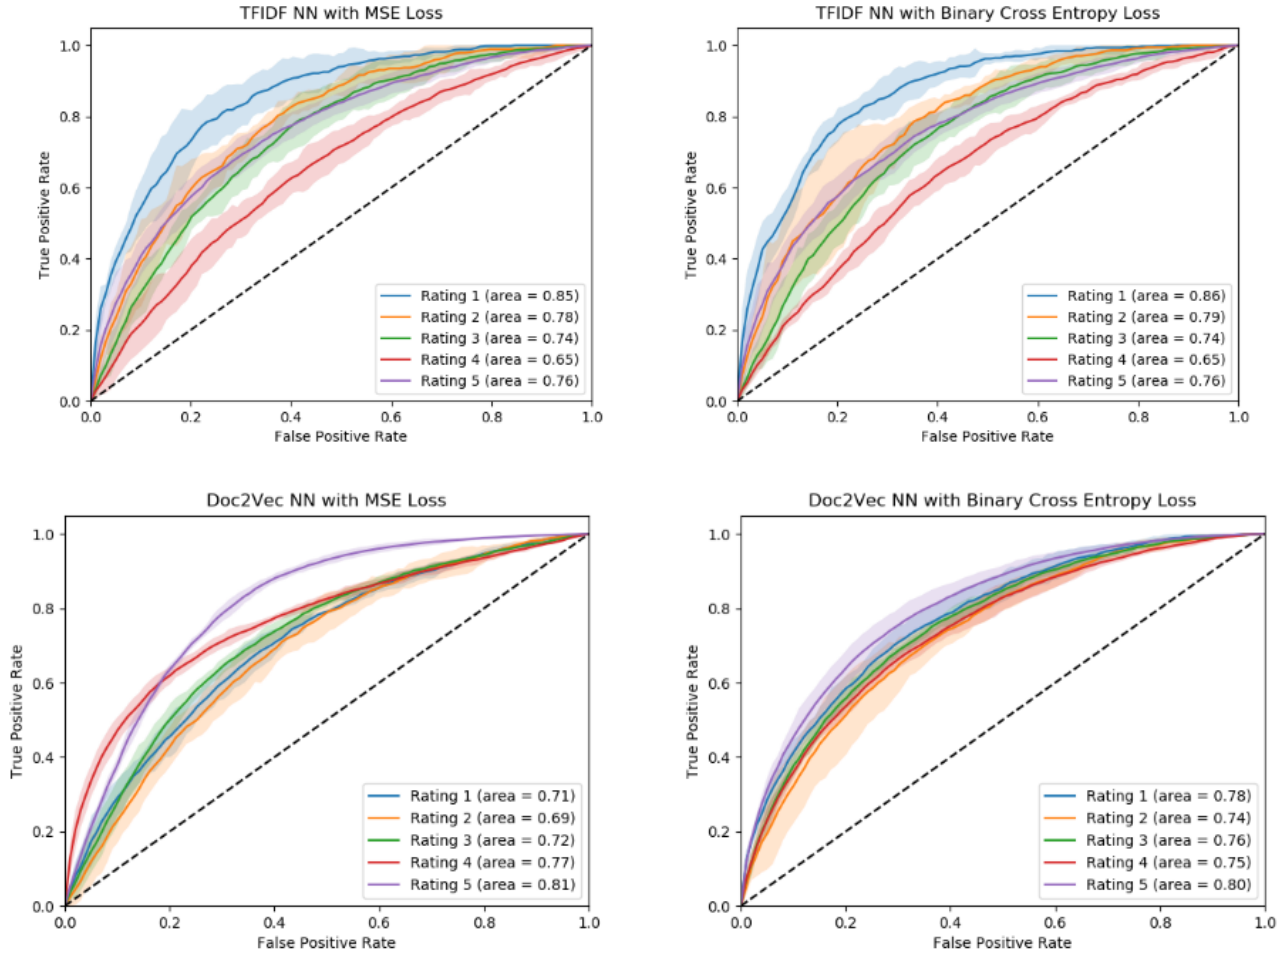 TFIDF NN with MSE Loss
1.0
0.8
0.6
0.4
0.2
0.0
True Positive Rate
Rating 1 (area = 0.85)
Rating 2 (area = 0.78)
Rating 3 (area = 0.74)
Rating 4 (area = 0.65)
Rating 5 (area = 0.76)
0.0 0.2 0.4 0.6 0.8 1.0
False Positive Rate
TFIDF NN with Binary Cross Entropy Loss
1.0
0.8
0.6
0.4
0.2
0.0
True Positive Rate
Rating 1 (area = 0.86)
Rating 2 (area = 0.79)
Rating 3 (area = 0.74)
Rating 4 (area = 0.65)
Rating 5 (area = 0.76)
0.0 0.2 0.4 0.6 0.8 1.0
False Positive Rate
Doc2Vec NN with MSE Loss
1.0
0.8
0.6
0.4
0.2
0.0
True Positive Rate
Rating 1 (area = 0.71)
Rating 2 (area = 0.69)
Rating 3 (area = 0.72)
Rating 4 (area = 0.77)
Rating 5 (area = 0.81)
0.0 0.2 0.4 0.6 0.8 1.0
False Positive Rate
Doc2Vec NN with Binary Cross Entropy Loss
1.0
0.8
0.6
0.4
0.2
0.0
True Positive Rate
Rating 1 (area = 0.78)
Rating 2 (area = 0.74)
Rating 3 (area = 0.76)
Rating 4 (area = 0.75)
Rating 5 (area = 0.80)
0.0 0.2 0.4 0.6 0.8 1.0
False Positive Rate